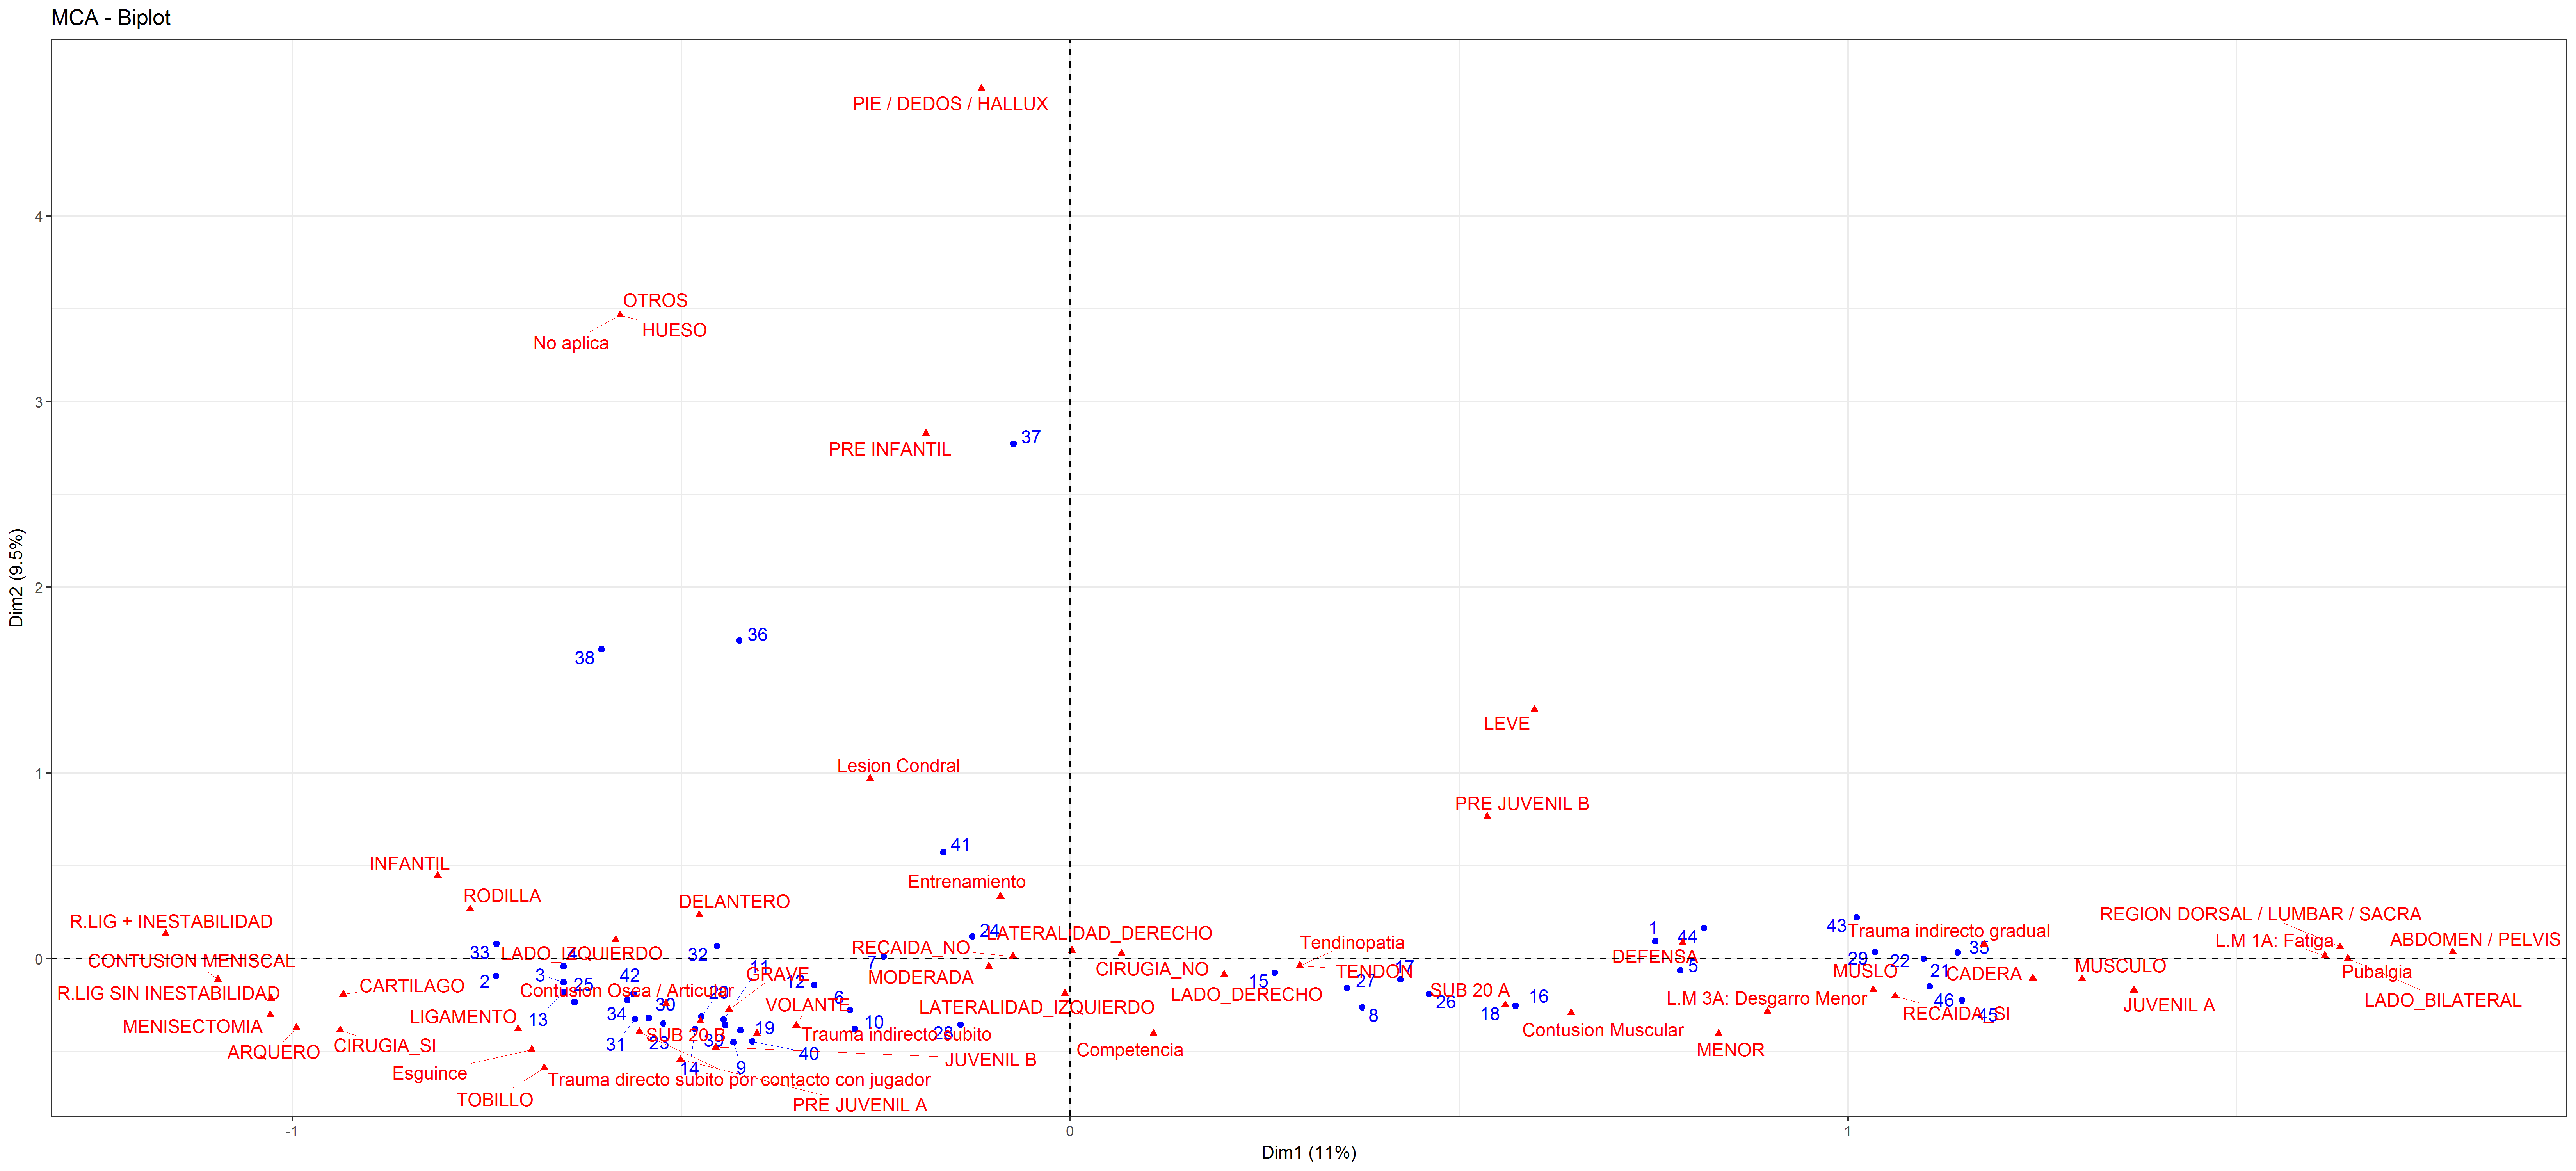 MCA - Biplot
PIE / DEDOS / HALLUX
4
OTROS
HUESO
No aplica
3
37
PRE INFANTIL
Dim2 (9.5%)
2
36
38
LEVE
Lesion Condral
PRE JUVENIL B
1
41
INFANTIL
Entrenamiento
RODILLA
DELANTERO
R.LIG + INESTABILIDAD
REGION DORSAL / LUMBAR / SACRA
43
24
LATERALIDAD_DERECHO
1
44
Trauma indirecto gradual
L.M 1A: Fatiga
ABDOMEN / PELVIS
33
LADO_IZQUIERDO
4
32
RECAIDA_NO
Tendinopatia
DEFENSA
35
0
CONTUSION MENISCAL
7
29
22
2
3
25
42
11
GRAVE
MODERADA
CIRUGIA_NO
TENDON
17
5
MUSLO
21
CADERA
MUSCULO
Pubalgia
CARTILAGO
12
15
27
R.LIG SIN INESTABILIDAD
Contusion Osea / Articular
20
6
LADO_DERECHO
SUB 20 A
16
L.M 3A: Desgarro Menor
46
LADO_BILATERAL
LIGAMENTO
34
30
VOLANTE
LATERALIDAD_IZQUIERDO
26
JUVENIL A
13
10
8
18
RECAIDA_SI
45
MENISECTOMIA
19
28
Contusion Muscular
SUB 20 B
39
Trauma indirecto subito
ARQUERO
CIRUGIA_SI
31
23
40
Competencia
MENOR
JUVENIL B
Esguince
14
9
Trauma directo subito por contacto con jugador
TOBILLO
PRE JUVENIL A
-1
0
1
Dim1 (11%)